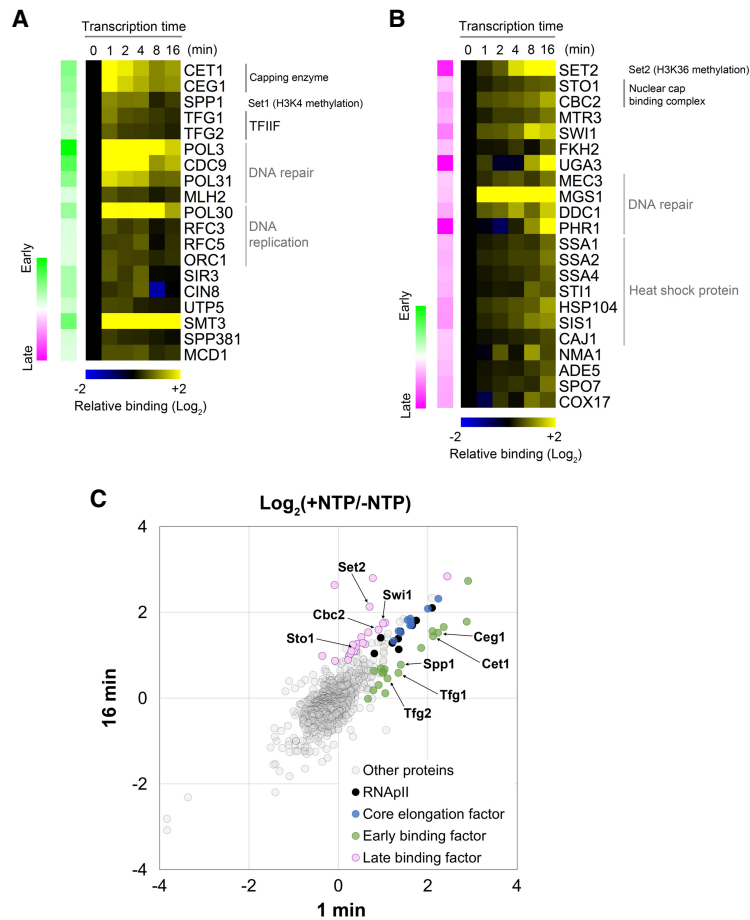 A
Transcription time
0 1 2 4 8 16 (min)
CET1
CEG1
SPP1
TFG1
TFG2
POL3
CDC9
POL31
MLH2
POL30
RFC3
RFC5
ORC1
SIR3
CIN8
UTP5
SMT3
SPP381
MCD1
Capping enzyme
Set1 (H3K4 methylation)
TFIIF
DNA repair
DNA
replication
Early
Late
-2 +2
Relative binding (Log2)
B
Transcription time
0 1 2 4 8 16 (min)
SET2
STO1
CBC2
MTR3
SWI1
FKH2
UGA3
MEC3
MGS1
DDC1
PHR1
SSA1
SSA2
SSA4
STI1
HSP104
SIS1
CAJ1
NMA1
ADE5
SPO7
COX17
Set2 (H3K36 methylation)
Nuclear cap
binding complex
DNA repair
Heat shock protein
Early
Late
-2 +2
Relative binding (Log2)
C
Log2(+NTP/-NTP)
4
2
0
-2
-4
16 min
Set2
Swi1
Cbc2
Sto1
Ceg1
Cet1
Spp1
Tfg1
Tfg2
Other proteins
RNApII
Core elongation factor
Early binding factor
Late binding factor
-4 -2 0 2 4
1 min